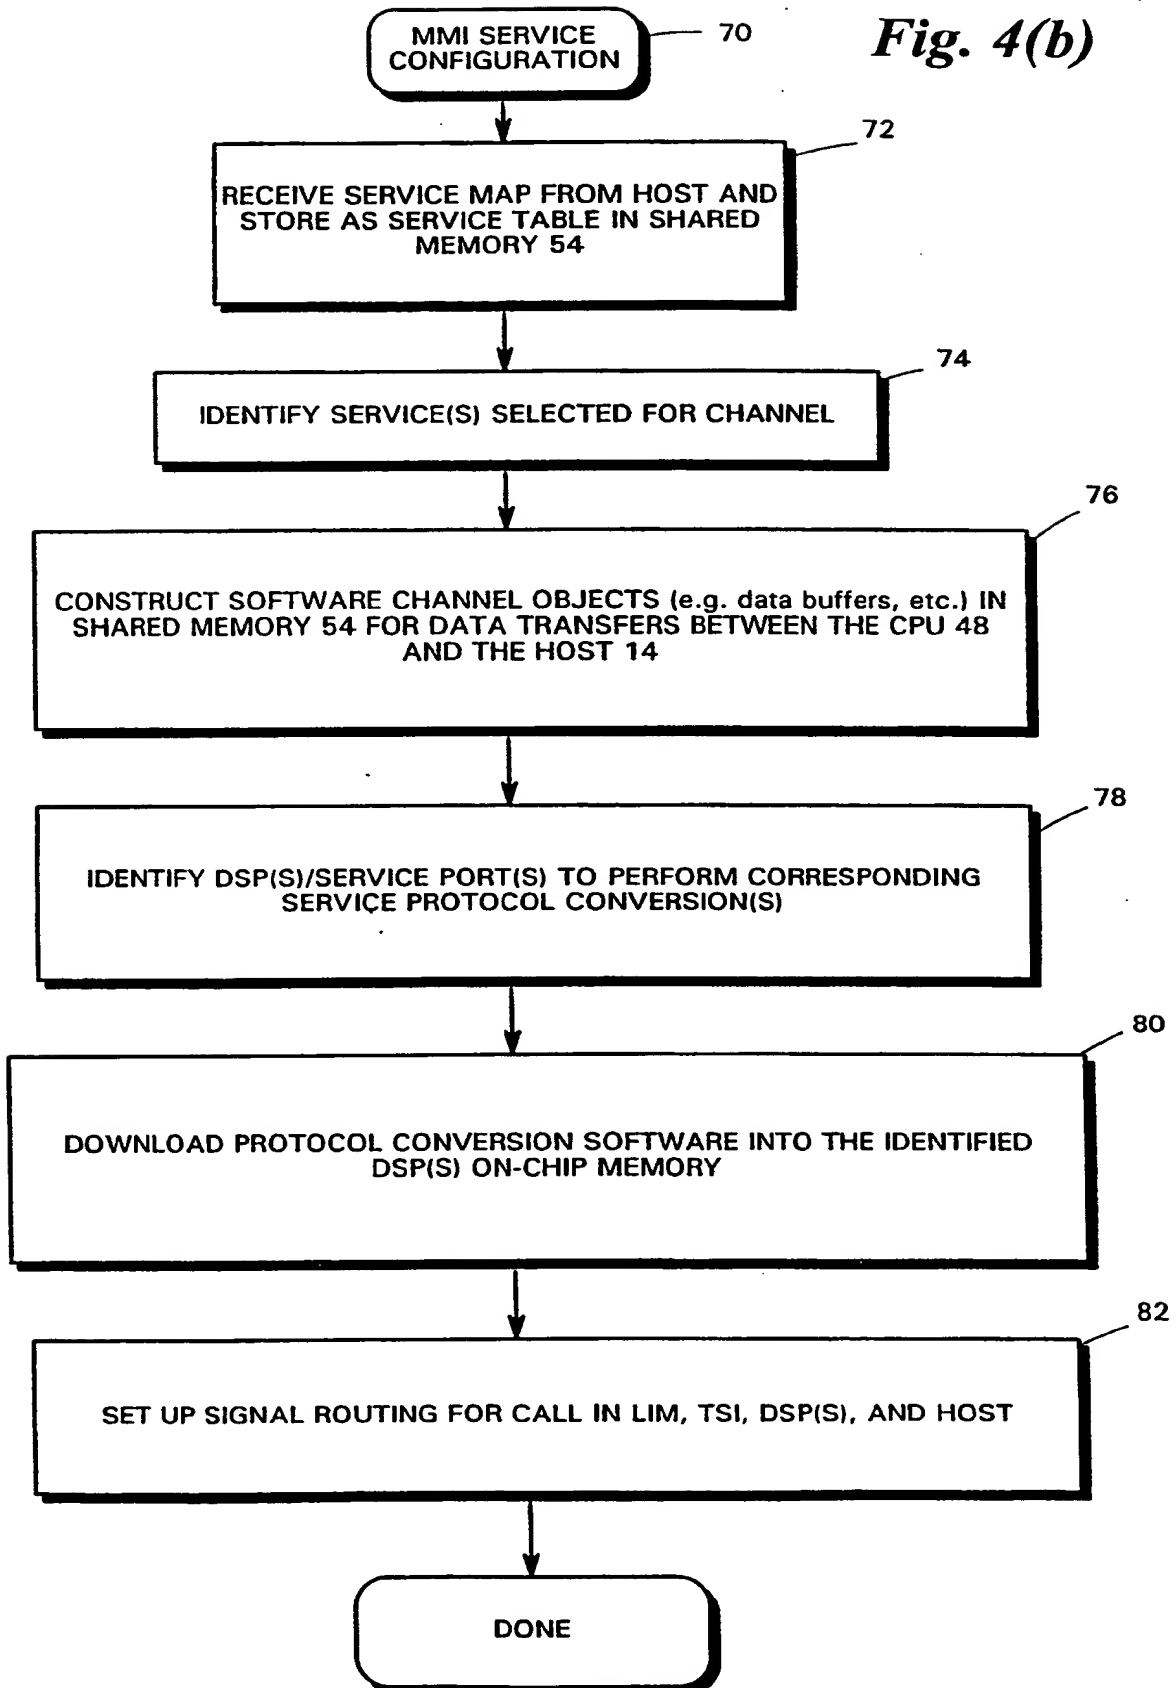 MMI SERVICE
CONFIGURATION
70
Fig. 4(b)
72
RECEIVE SERVICE MAP FROM HOST AND
STORE AS SERVICE TABLE IN SHARED
MEMORY 54
74
IDENTIFY SERVICE(S) SELECTED FOR CHANNEL
76
CONSTRUCT SOFTWARE CHANNEL OBJECTS (e.g. data buffers, etc.) IN
SHARED MEMORY 54 FOR DATA TRANSFERS BETWEEN THE CPU 48
AND THE HOST 14
78
IDENTIFY DSP(S)/SERVICE PORT(S) TO PERFORM CORRESPONDING
SERVICE PROTOCOL CONVERSION(S)
80
DOWNLOAD PROTOCOL CONVERSION SOFTWARE INTO THE IDENTIFIED
DSP(S) ON-CHIP MEMORY
82
SET UP SIGNAL ROUTING FOR CALL IN LIM, TSI, DSP(S), AND HOST
DONE